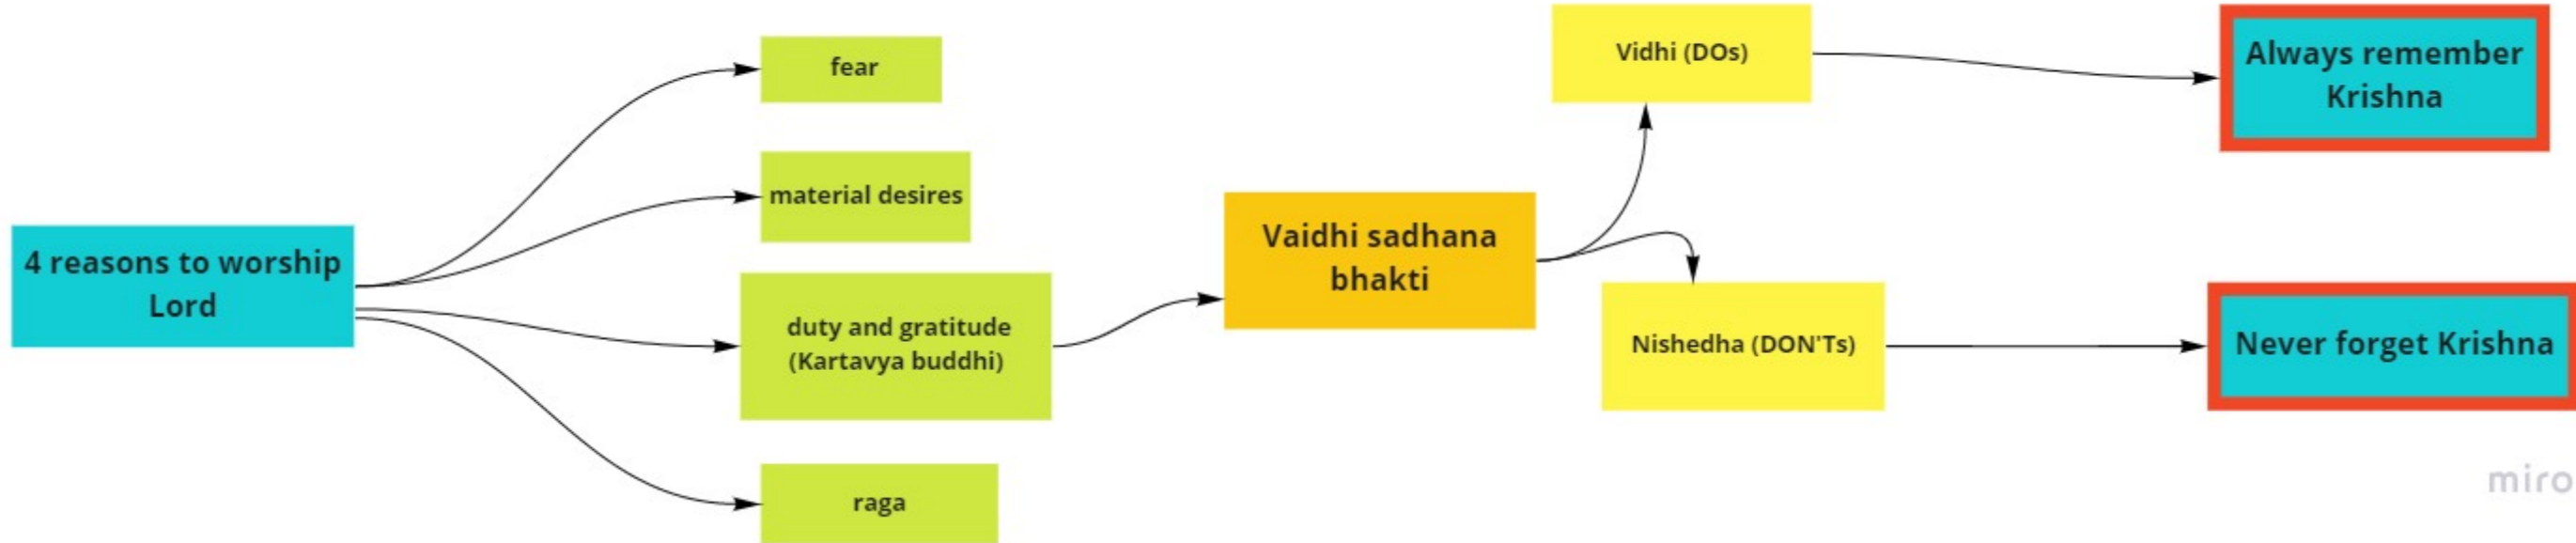 4 reasons to worship
Lord
fear
material desires
duty and gratitude
(Kartavya buddhi)
raga
Vaidhi sadhana
bhakti
Vidhi (DOs)
Nishedha (DON'Ts)
Always remember
Krishna
Never forget Krishna
miro